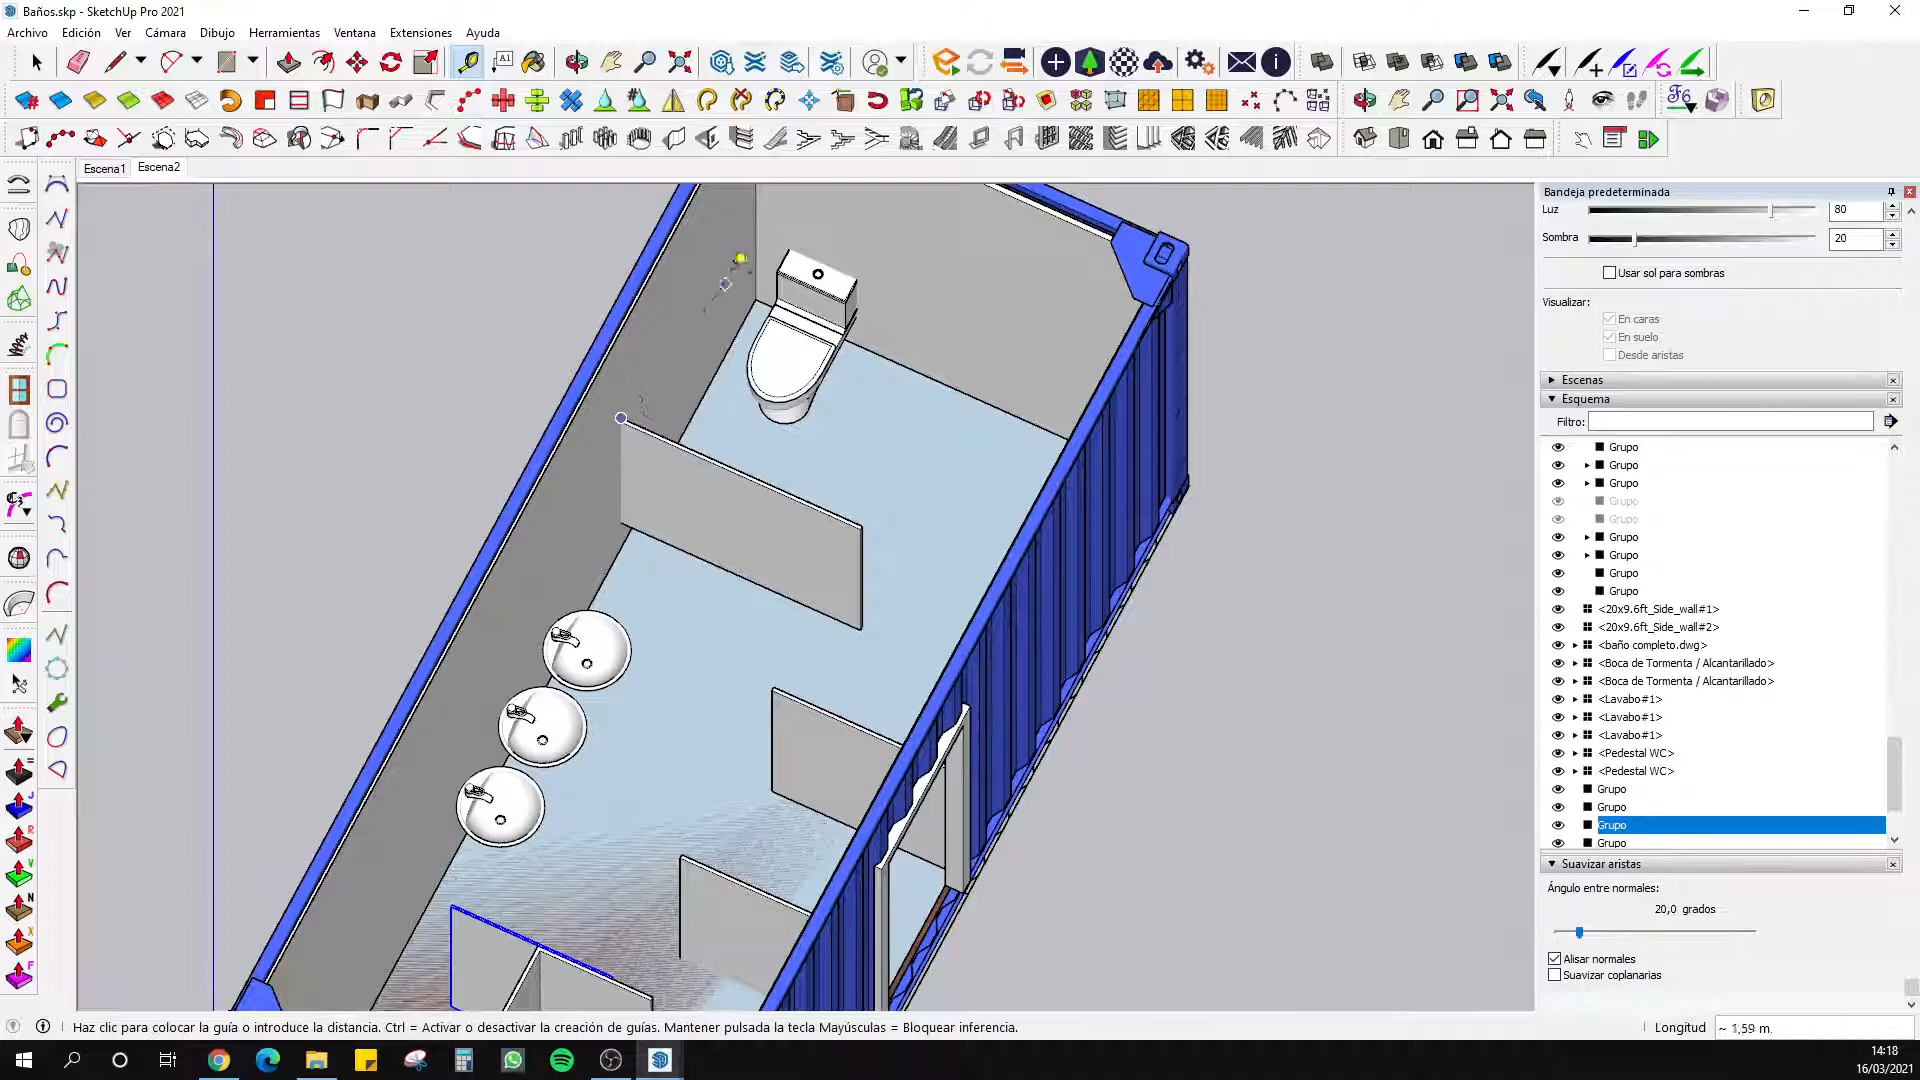 Baños.skp - SketchUp Pro 2021
Archivo Edición Ver Cámara Dibujo Herramientas Ventana Extensiones Ayuda
A1
F6
Escena1 Escena2
Bandeja predeterminada
Luz 80
Sombra 20
Usar sol para sombras
Visualizar:
En caras
En suelo
Desde aristas
Escenas
Esquema
Filtro:
Grupo
Grupo
Grupo
Grupo
Grupo
Grupo
Grupo
Grupo
Grupo
<20x9.6ft_Side_wall#1>
<20x9.6ft_Side_wall#2>
<baño completo.dwg>
<Boca de Tormenta / Alcantarillado>
<Boca de Tormenta / Alcantarillado>
<Lavabo#1>
<Lavabo#1>
<Lavabo#1>
<Pedestal WC>
<Pedestal WC>
Grupo
Grupo
Grupo
Grupo
Suavizar aristas
Ángulo entre normales:
20,0 grados
Alisar normales
Suavizar coplanarias
J
R
V
N
X
F
Haz clic para colocar la guía o introduce la distancia. Ctrl = Activar o desactivar la creación de guías. Mantener pulsada la tecla Mayúsculas = Bloquear inferencia.
Longitud ~ 1,59 m.
14:18
16/03/2021